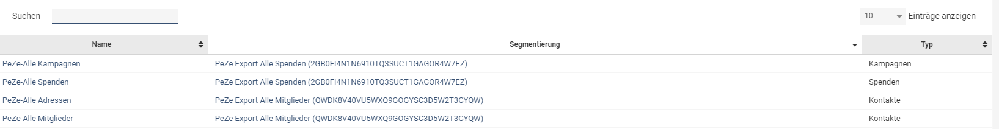 Suchen
10 Einträge anzeigen
Name Segmentierung Typ
PeZe-Alle Kampagnen PeZe Export Alle Spenden (2GB0FI4N1N6910TQ3SUCT1GAGOR4W7EZ) Kampagnen
PeZe-Alle Spenden PeZe Export Alle Spenden (2GB0FI4N1N6910TQ3SUCT1GAGOR4W7EZ) Spenden
PeZe-Alle Adressen PeZe Export Alle Mitglieder (QWDK8V40VU5WXQ9GOGYSC3D5W2T3CYQW) Kontakte
PeZe-Alle Mitglieder PeZe Export Alle Mitglieder (QWDK8V40VU5WXQ9GOGYSC3D5W2T3CYQW) Kontakte